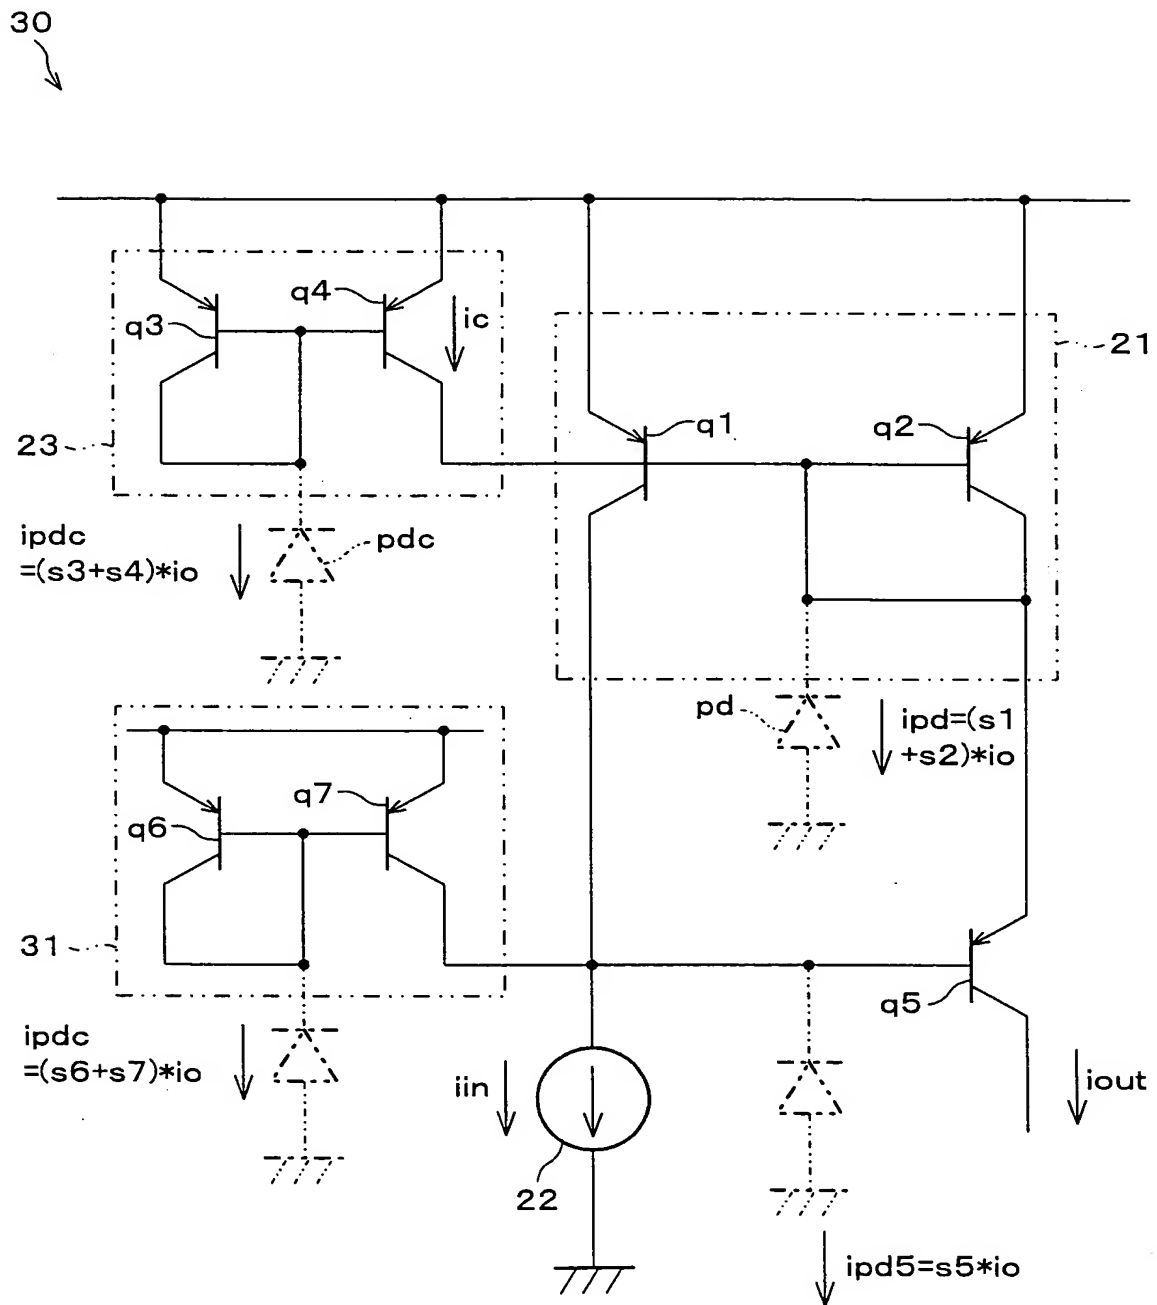 30
q4
ic
q3
21
q1
q2
23
ipdc
=(s3+s4)*io
pdc
pd
ipd=(s1
+s2)*io
q7
q6
31
q5
ipdc
=(s6+s7)*io
iin
iout
22
ipd5=s5*io